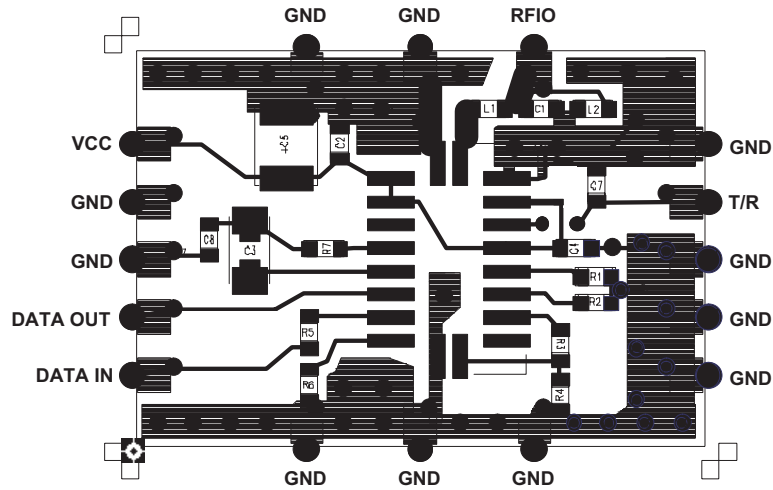 GND GND RFIO
L1 C1 L2
VCC +C5 C2 GND
C7
GND T/R
C8
GND C3 R7 C4 GND
R1
R2
DATA OUT R5 GND
R3
DATA IN R6 R4 GND
GND GND GND